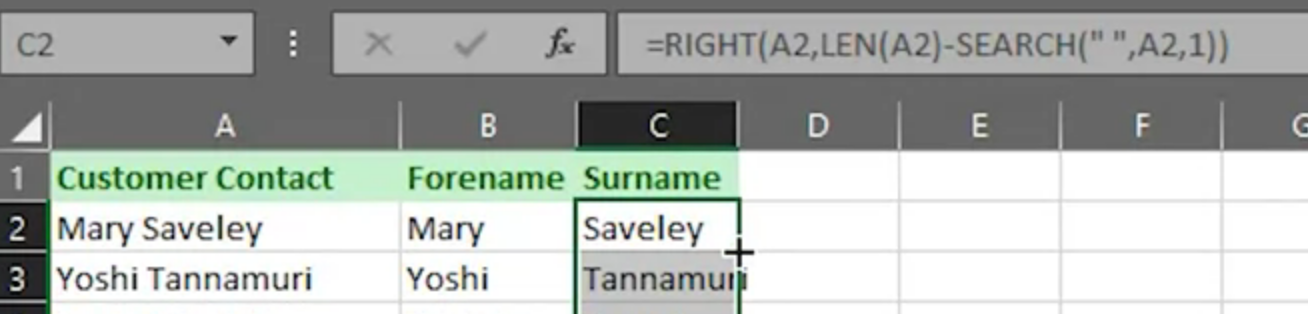 C2 fx =RIGHT(A2,LEN(A2)-SEARCH(" ",A2,1))
A B C D E F G
1 Customer Contact Forename Surname
2 Mary Saveley Mary Saveley
3 Yoshi Tannamuri Yoshi Tannamuri